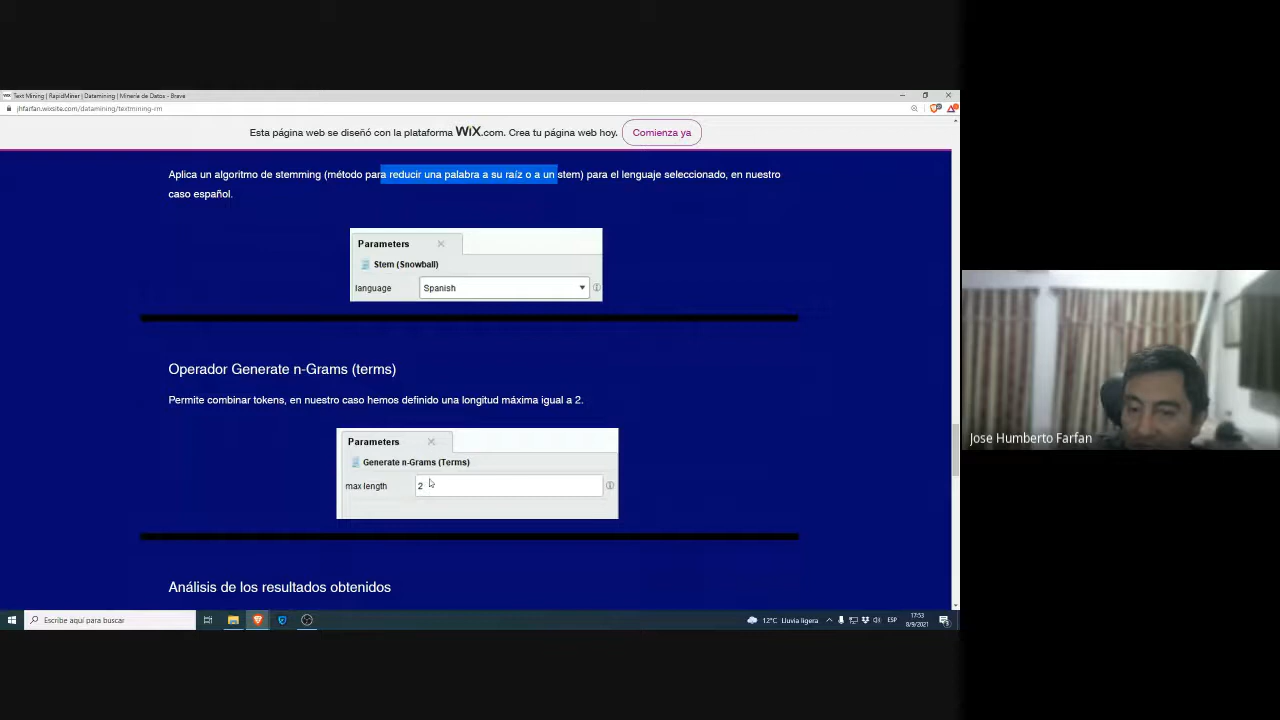 Text Mining | RapidMiner | Datamining | Minería de Datos - Brave
jhfarfan.wixsite.com/datamining/textmining-rm
Esta página web se diseñó con la plataforma WiX.com. Crea tu página web hoy. Comienza ya
Aplica un algoritmo de stemming (método para reducir una palabra a su raíz o a un stem) para el lenguaje seleccionado, en nuestro
caso español.
Parameters
Stem (Snowball)
language Spanish
Operador Generate n-Grams (terms)
Permite combinar tokens, en nuestro caso hemos definido una longitud máxima igual a 2.
Parameters
Generate n-Grams (Terms)
max length 2
Análisis de los resultados obtenidos
Jose Humberto Farfan
Escribe aquí para buscar
12°C Lluvia ligera
ESP
17:53
8/9/2021